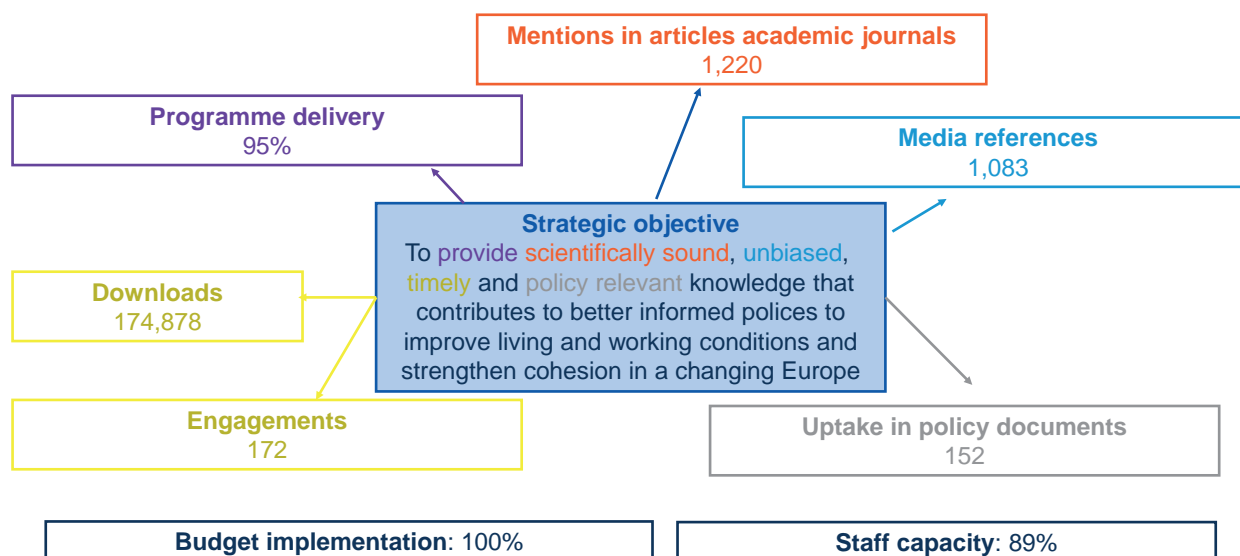 Mentions in articles academic journals
1,220
Programme delivery
95%
Media references
1,083
Strategic objective
To provide scientifically sound, unbiased,
timely and policy relevant knowledge that
contributes to better informed polices to
improve living and working conditions and
strengthen cohesion in a changing Europe
Downloads
174,878
Engagements
172
Uptake in policy documents
152
Budget implementation: 100%
Staff capacity: 89%